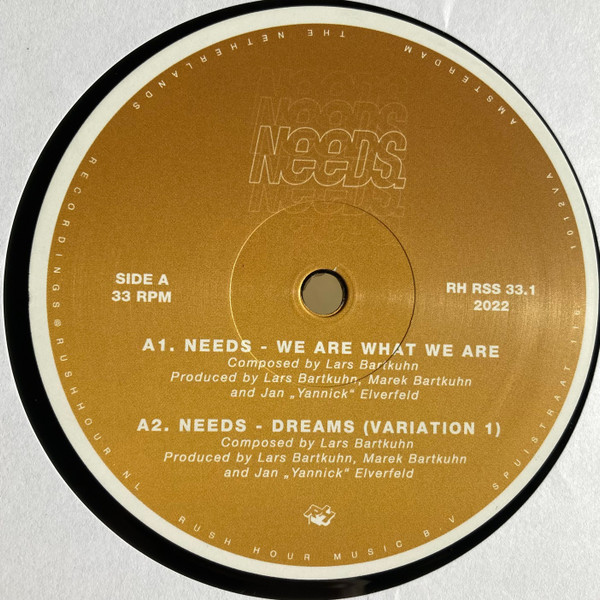 NEEDS.
SIDE A
33 RPM
RH RSS 33.1
2022
A1. NEEDS - WE ARE WHAT WE ARE
Composed by Lars Bartkuhn
Produced by Lars Bartkuhn, Marek Bartkuhn
and Jan „Yannick“ Elverfeld
A2. NEEDS - DREAMS (VARIATION 1)
Composed by Lars Bartkuhn
Produced by Lars Bartkuhn, Marek Bartkuhn
and Jan „Yannick“ Elverfeld
RUSH HOUR MUSIC B.V
SPUISTRAAT 116
1012VA
AMSTERDAM
THE NETHERLANDS
RECORDINGS@RUSHHOUR.NL